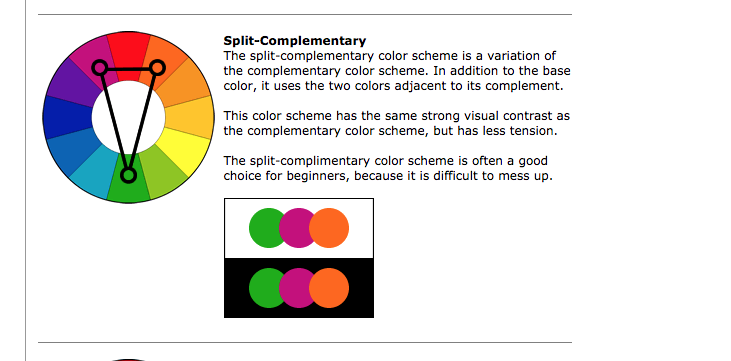 Split-Complementary
The split-complementary color scheme is a variation of
the complementary color scheme. In addition to the base
color, it uses the two colors adjacent to its complement.
This color scheme has the same strong visual contrast as
the complementary color scheme, but has less tension.
The split-complimentary color scheme is often a good
choice for beginners, because it is difficult to mess up.